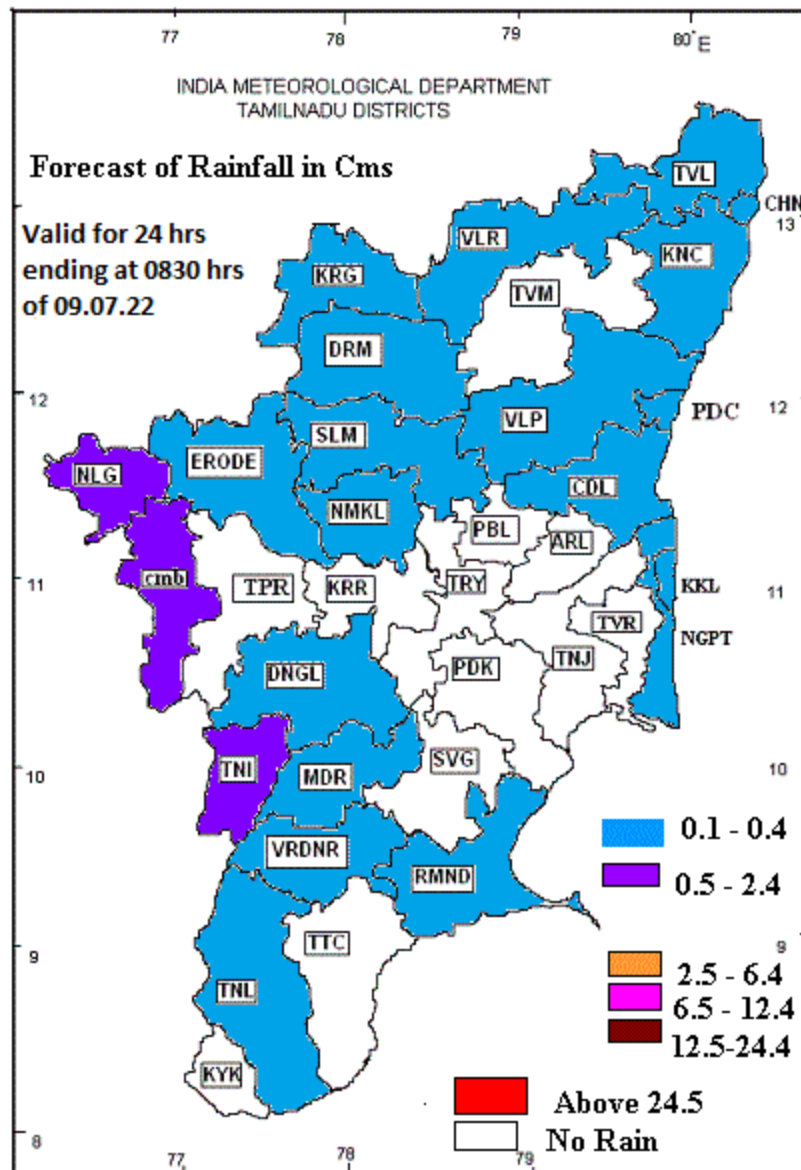 77 78 79 80°E
INDIA METEOROLOGICAL DEPARTMENT
TAMILNADU DISTRICTS
Forecast of Rainfall in Cms
TVL
CHN
13
Valid for 24 hrs
ending at 0830 hrs
of 09.07.22
VLR
KNC
KRG
TVM
DRM
12
12
PDC
VLP
SLM
ERODE
NLG
CDL
NMKL
PBL
ARL
11
cmb
TPR
KRR
TRY
KKL
11
TVR
NGPT
DNGL
PDK
TNJ
10
TNI
MDR
SVG
10
0.1 - 0.4
VRDNR
0.5 - 2.4
RMND
9
TTC
9
2.5 - 6.4
TNL
6.5 - 12.4
12.5-24.4
KYK
Above 24.5
8
No Rain
77 78 79